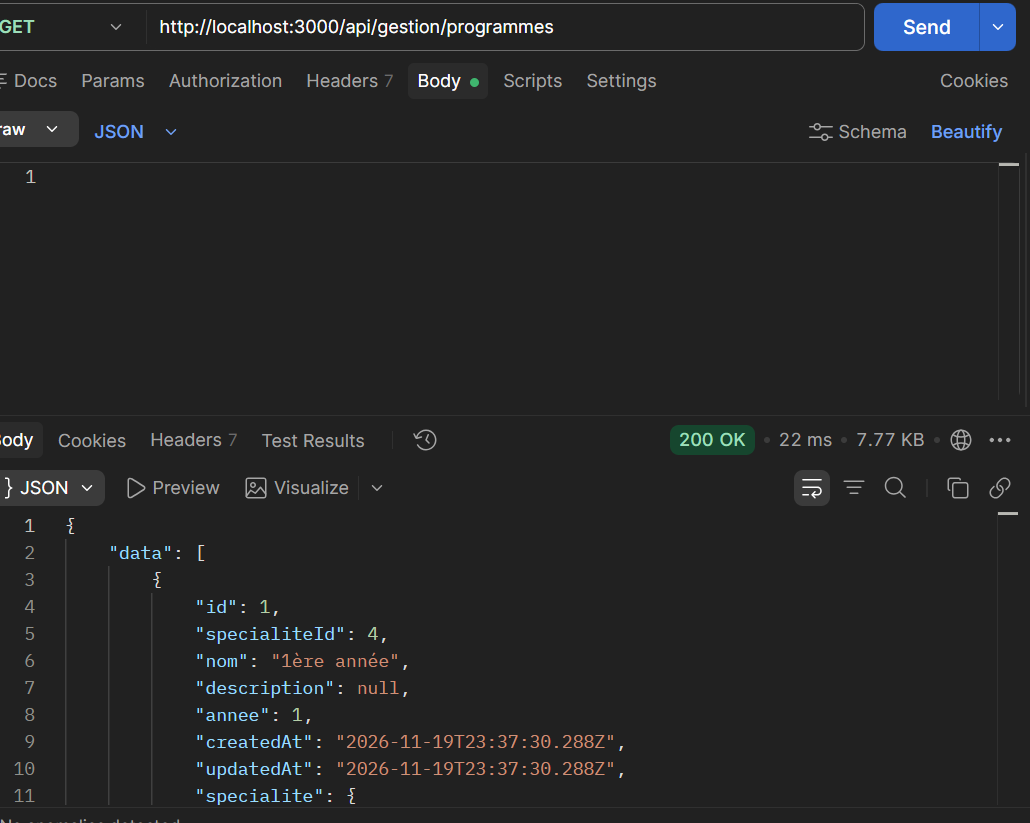 GET http://localhost:3000/api/gestion/programmes Send
Docs Params Authorization Headers 7 Body Scripts Settings Cookies
raw JSON Schema Beautify
1
Body Cookies Headers 7 Test Results 200 OK 22 ms 7.77 KB
} JSON Preview Visualize
1 {
2 "data": [
3 {
4 "id": 1,
5 "specialiteId": 4,
6 "nom": "1ère année",
7 "description": null,
8 "annee": 1,
9 "createdAt": "2026-11-19T23:37:30.288Z",
10 "updatedAt": "2026-11-19T23:37:30.288Z",
11 "specialite": {